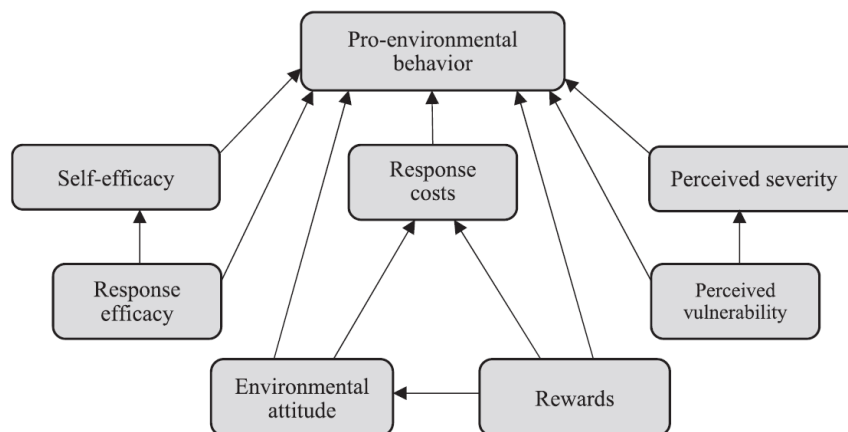 Pro-environmental
behavior
Self-efficacy
Response
costs
Perceived severity
Response
efficacy
Perceived
vulnerability
Environmental
attitude
Rewards